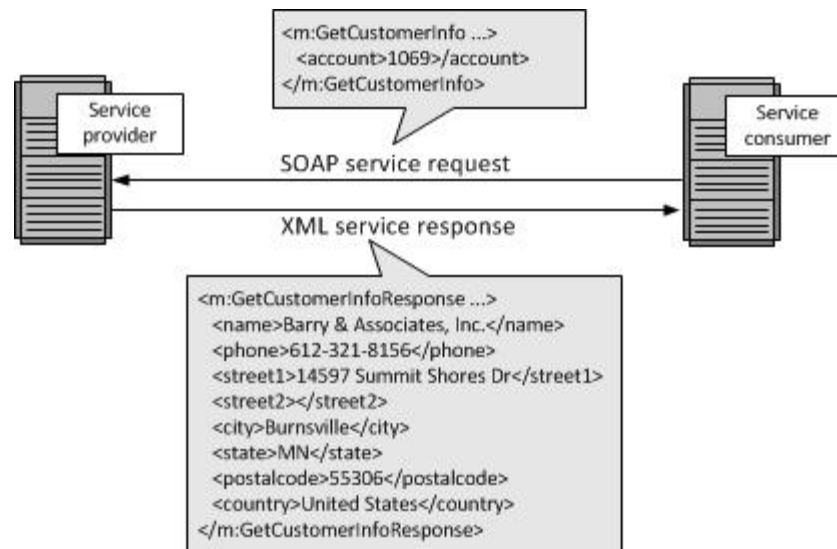 <m:GetCustomerInfo ...>
<account>1069>/account>
</m:GetCustomerInfo>
Service
provider
Service
consumer
SOAP service request
XML service response
<m:GetCustomerInfoResponse ...>
<name>Barry & Associates, Inc.</name>
<phone>612-321-8156</phone>
<street1>14597 Summit Shores Dr</street1>
<street2></street2>
<city>Burnsville</city>
<state>MN</state>
<postalcode>55306</postalcode>
<country>United States</country>
</m:GetCustomerInfoResponse>